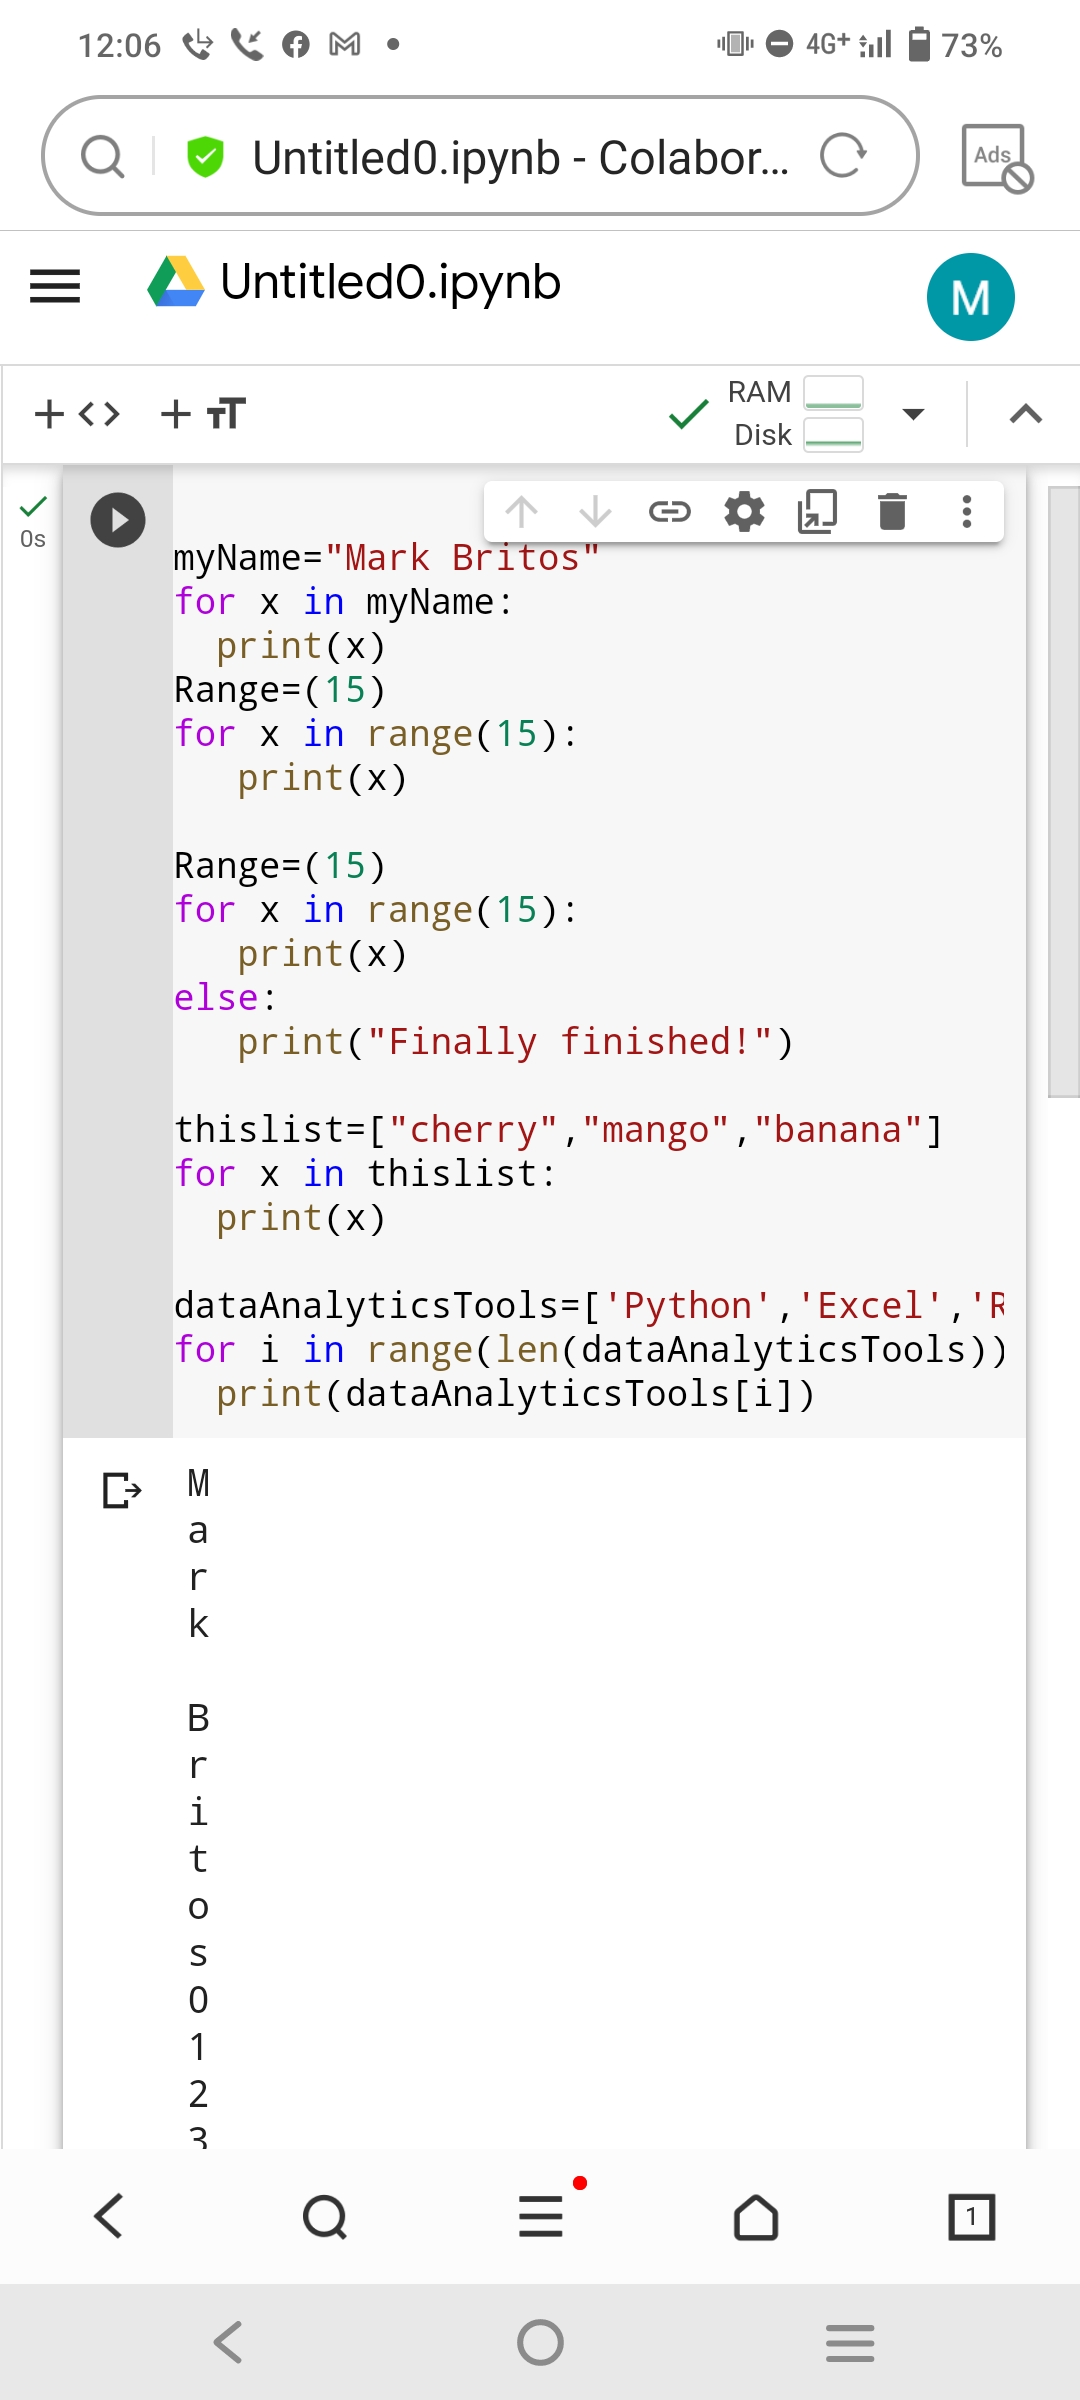 12:06 4G+ 73%
Untitled0.ipynb - Colabor... Ads
Untitled0.ipynb M
RAM
Disk
0s
myName="Mark Britos"
for x in myName:
  print(x)
Range=(15)
for x in range(15):
   print(x)
Range=(15)
for x in range(15):
   print(x)
else:
   print("Finally finished!")
thislist=["cherry","mango","banana"]
for x in thislist:
  print(x)
dataAnalyticsTools=['Python','Excel','R
for i in range(len(dataAnalyticsTools))
  print(dataAnalyticsTools[i])
M
a
r
k
B
r
i
t
o
s
0
1
2
3
1